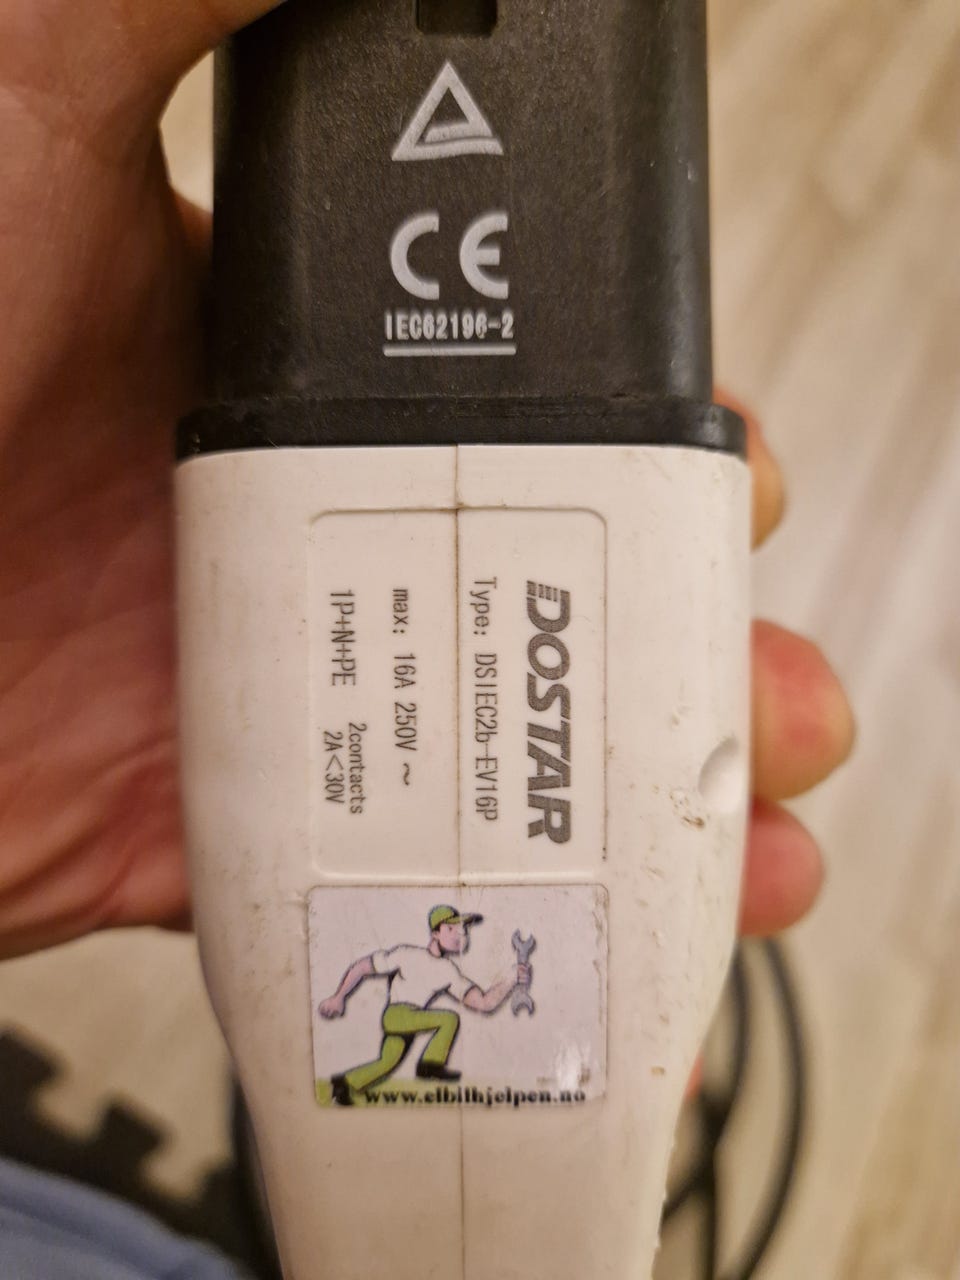 CE
IEC62196-2
DOSTAR
Type: DSIEC2b-EV16P
max: 16A 250V ~
1P+N+PE 2contacts
2A<30V
www.elbilhjelpen.no